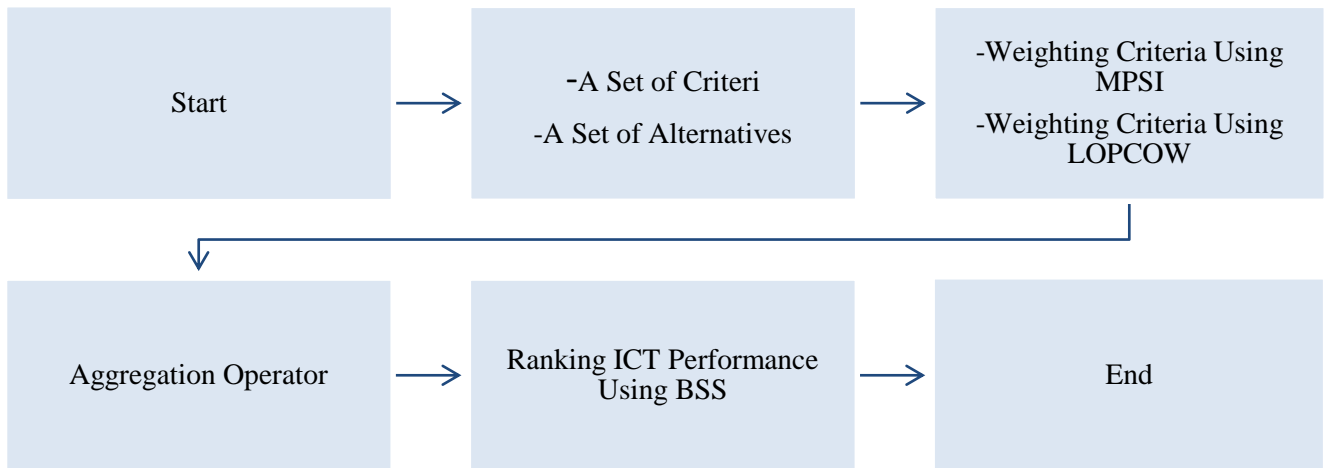 Start
-A Set of Criteri
-A Set of Alternatives
-Weighting Criteria Using
MPSI
-Weighting Criteria Using
LOPCOW
Aggregation Operator
Ranking ICT Performance
Using BSS
End